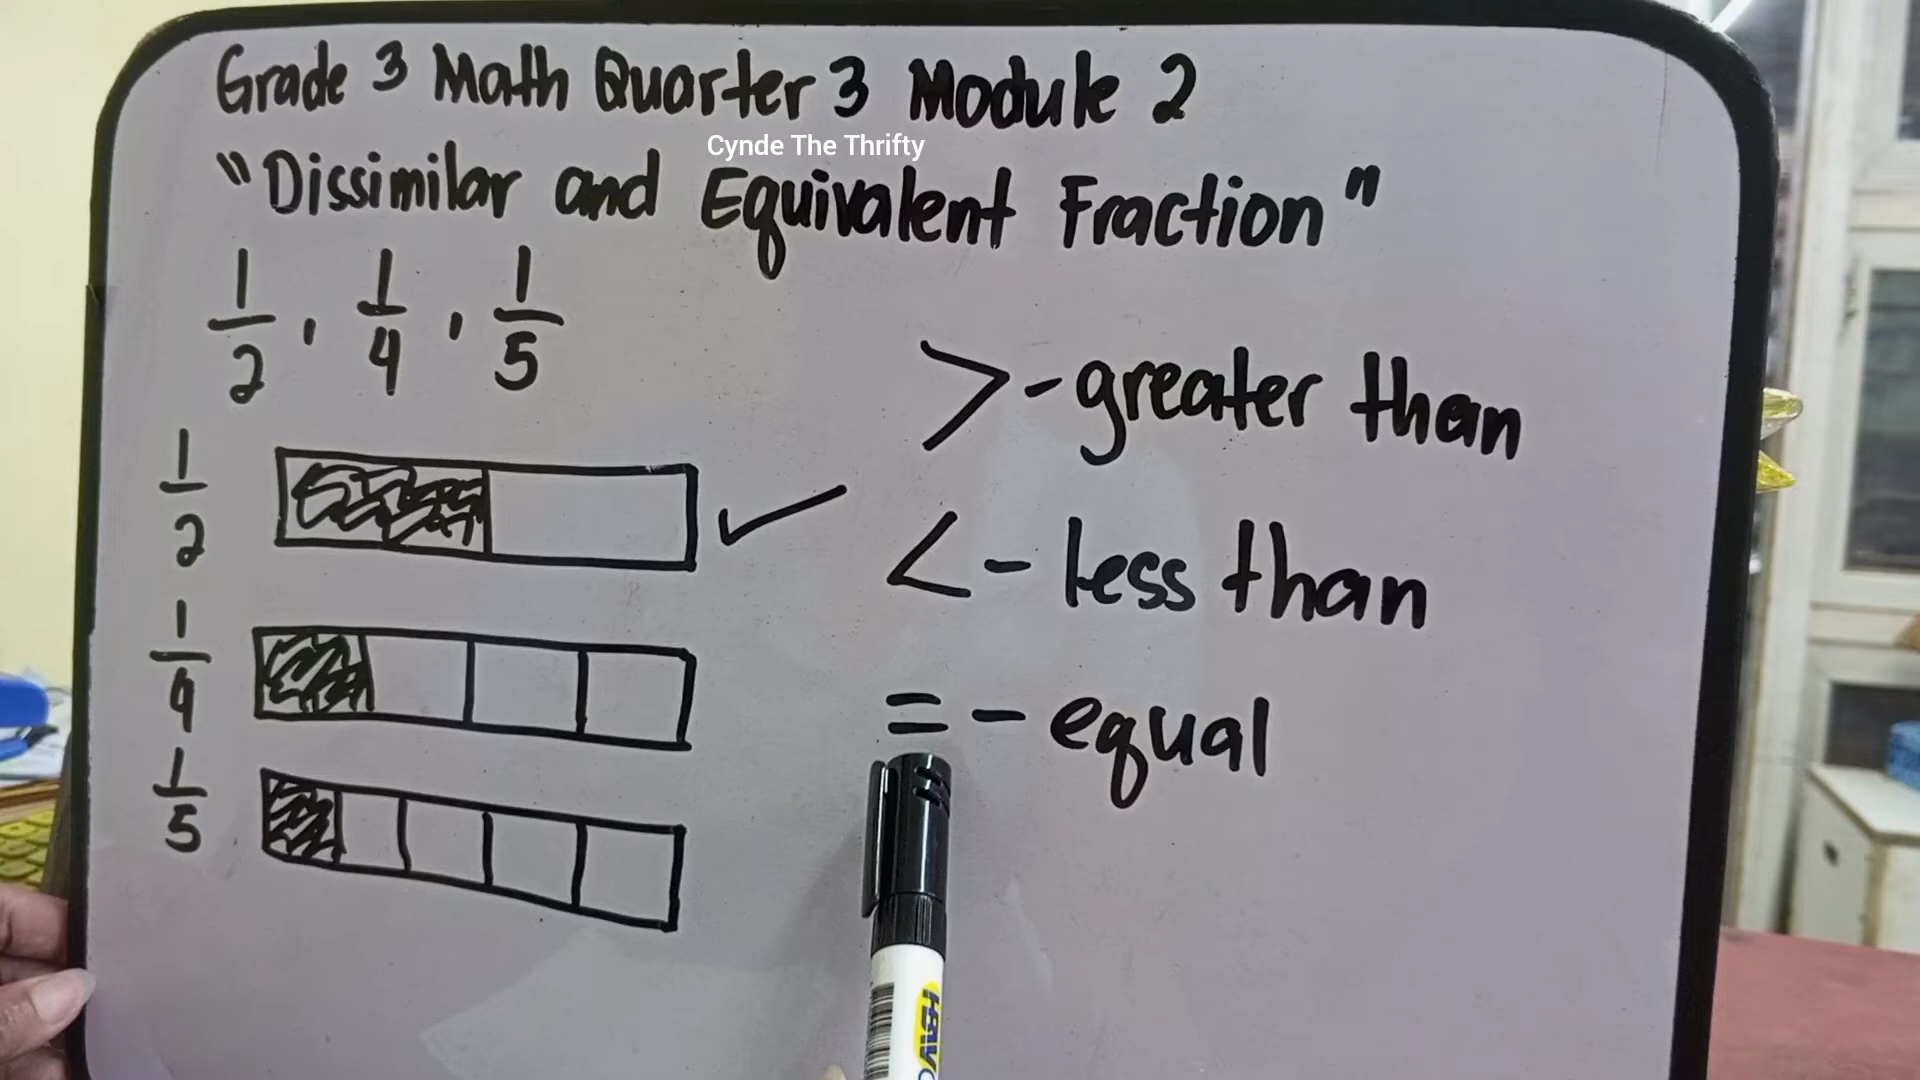 Grade 3 Math Quarter 3 Module 2
Cynde The Thrifty
"Dissimilar and Equivalent Fraction"
1/2, 1/4, 1/5
> - greater than
1/2
< - less than
1/4
= - equal
1/5